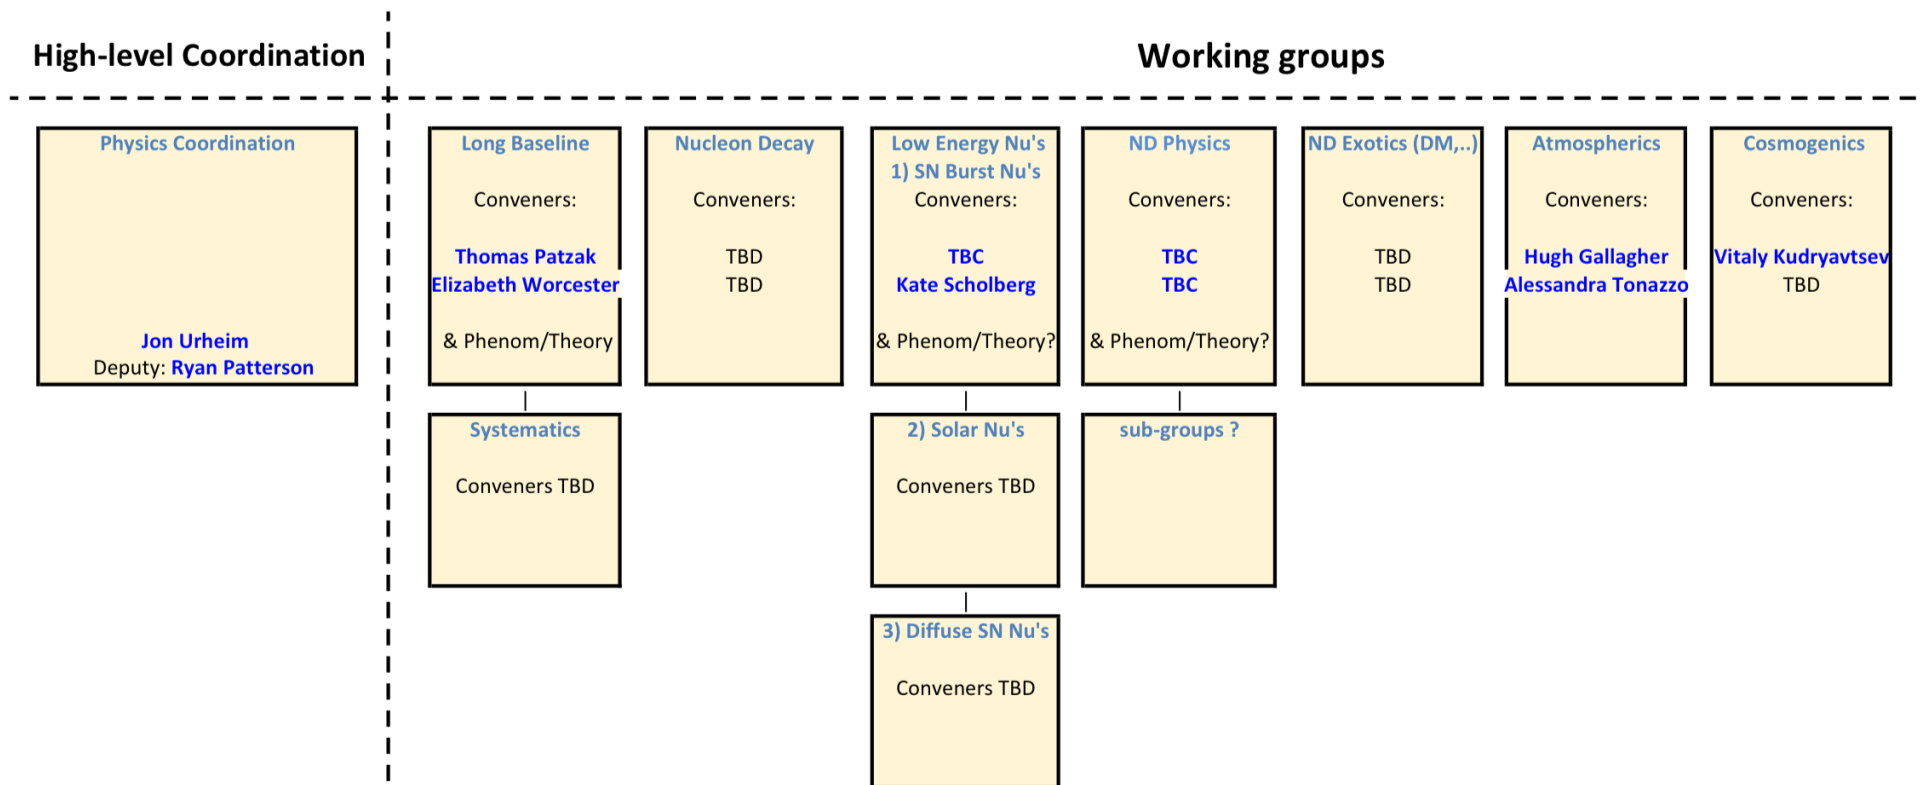 High-level Coordination
Working groups
Physics Coordination
Jon Urheim
Deputy: Ryan Patterson
Long Baseline
Conveners:
Thomas Patzak
Elizabeth Worcester
& Phenom/Theory
Systematics
Conveners TBD
Nucleon Decay
Conveners:
TBD
TBD
Low Energy Nu's
1) SN Burst Nu's
Conveners:
TBC
Kate Scholberg
& Phenom/Theory?
2) Solar Nu's
Conveners TBD
3) Diffuse SN Nu's
Conveners TBD
ND Physics
Conveners:
TBC
TBC
& Phenom/Theory?
sub-groups ?
ND Exotics (DM,..)
Conveners:
TBD
TBD
Atmospherics
Conveners:
Hugh Gallagher
Alessandra Tonazzo
Cosmogenics
Conveners:
Vitaly Kudryavtsev
TBD